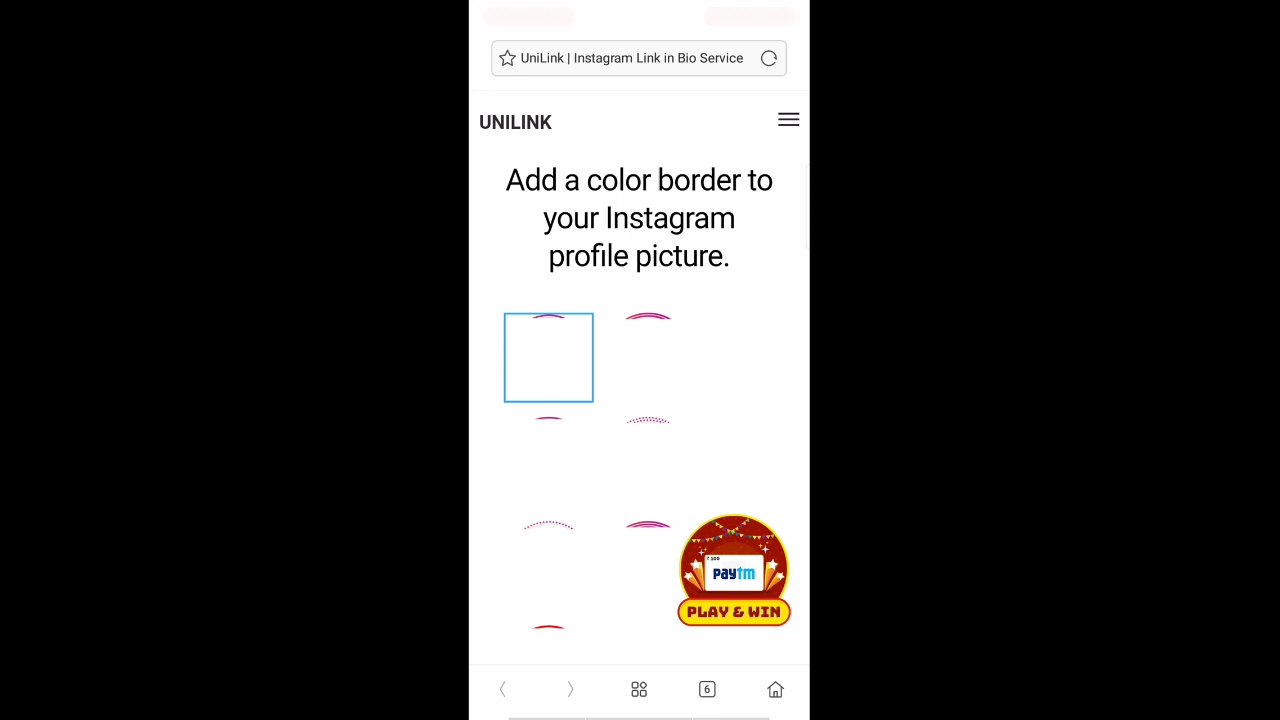 UniLink | Instagram Link in Bio Service
UNILINK
Add a color border to
your Instagram
profile picture.
₹ 100
paytm
PLAY & WIN
6